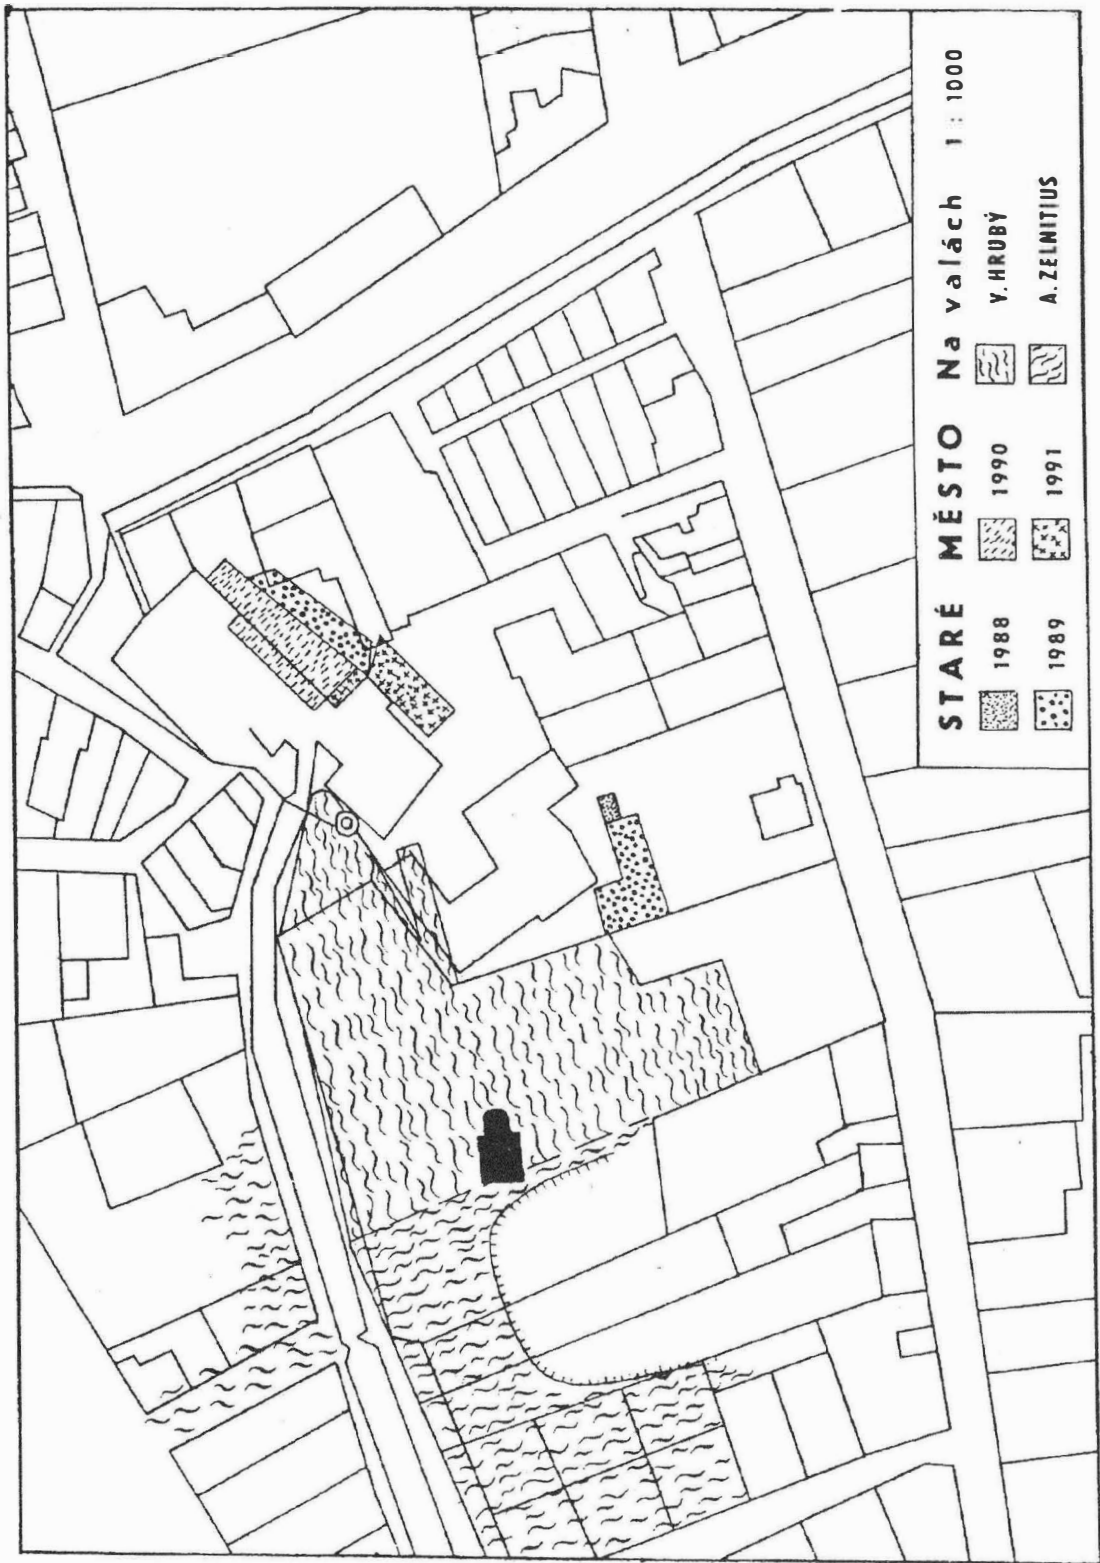 STARÉ MĚSTO Na valách 1 : 1000
1988 1990 V. HRUBÝ
1989 1991 A. ZELNITIUS